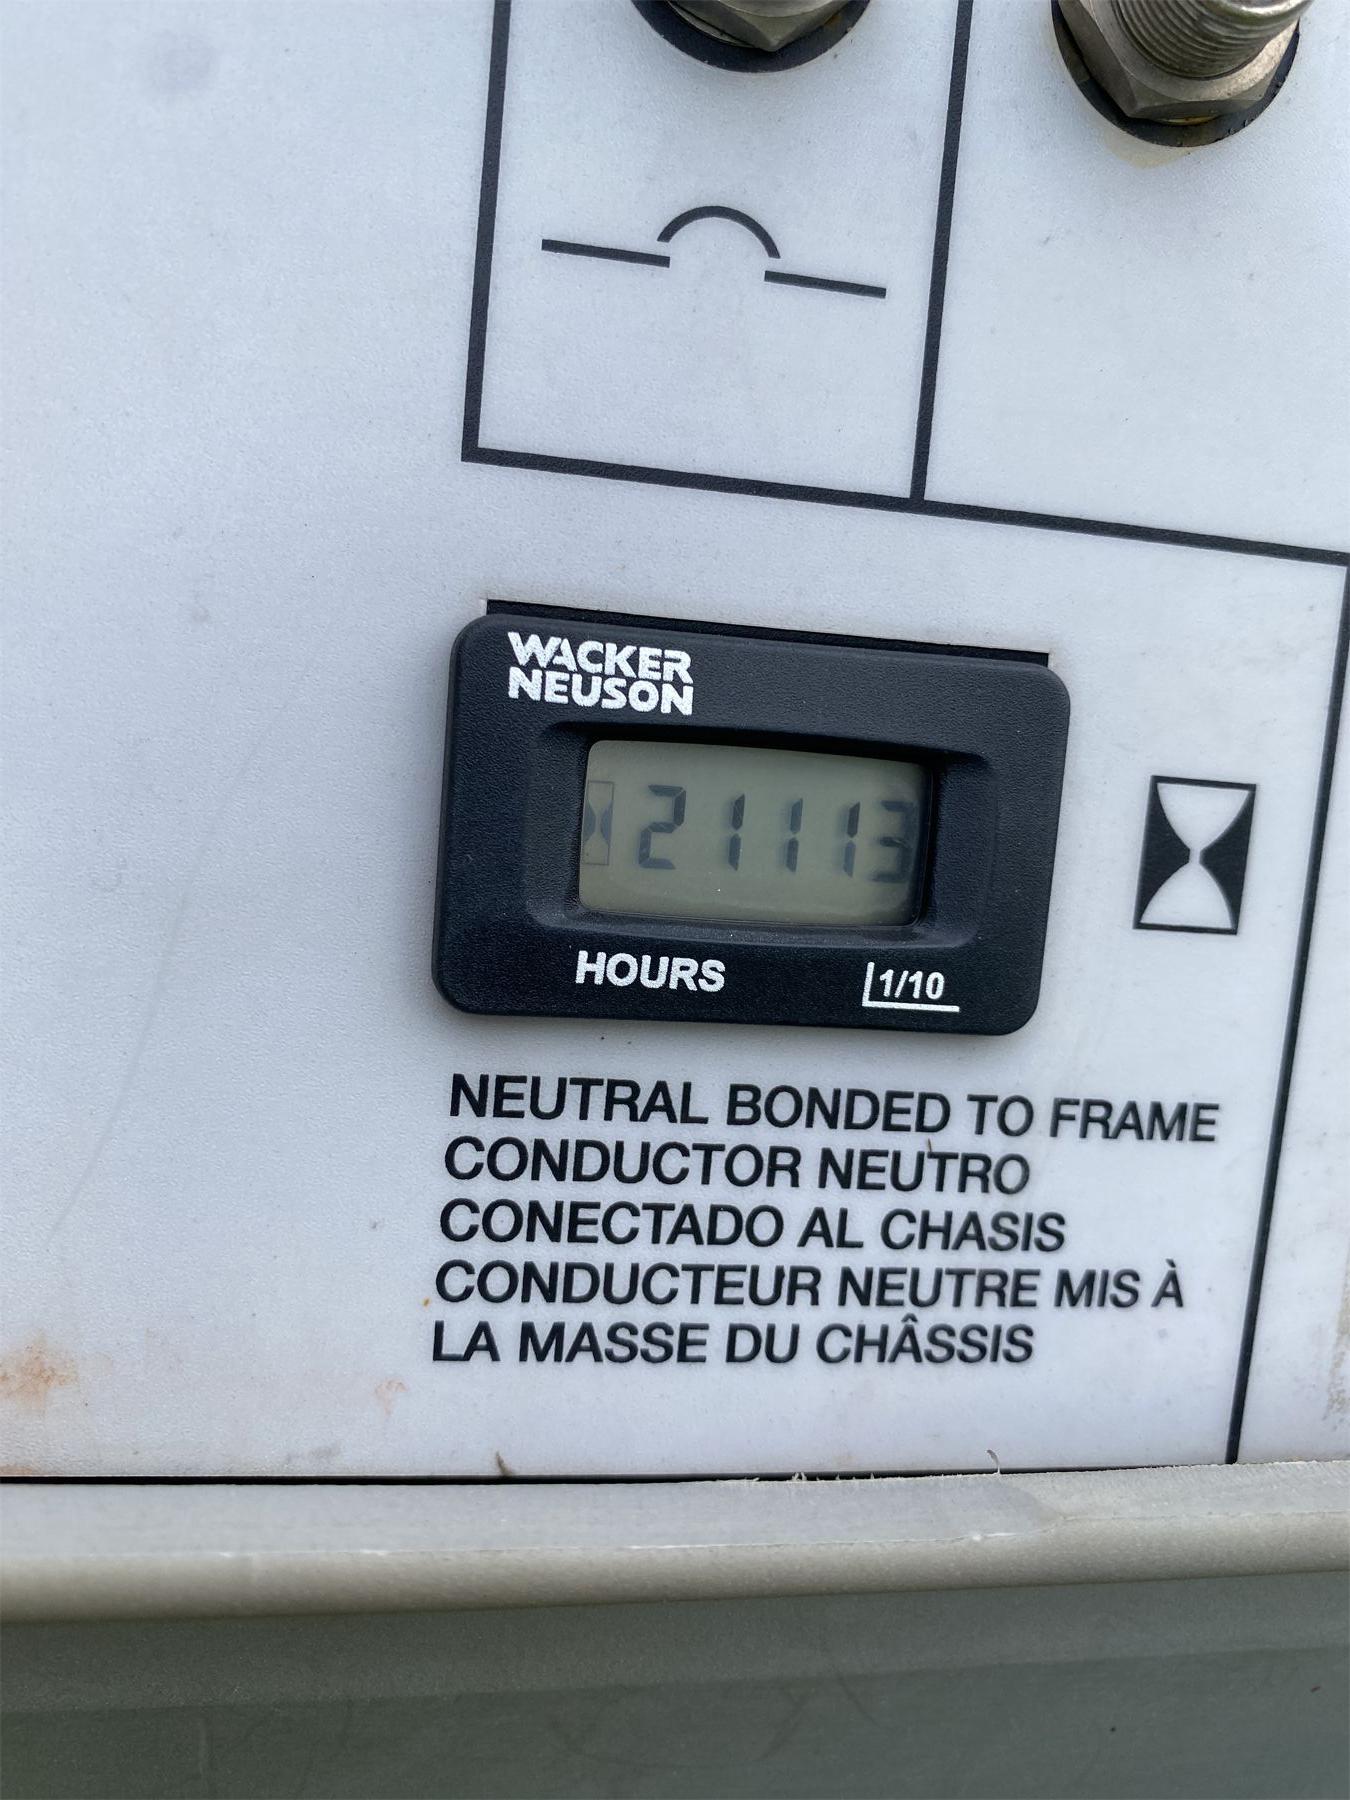 WACKER
NEUSON
21113
HOURS 1/10
NEUTRAL BONDED TO FRAME
CONDUCTOR NEUTRO
CONECTADO AL CHASIS
CONDUCTEUR NEUTRE MIS À
LA MASSE DU CHÂSSIS